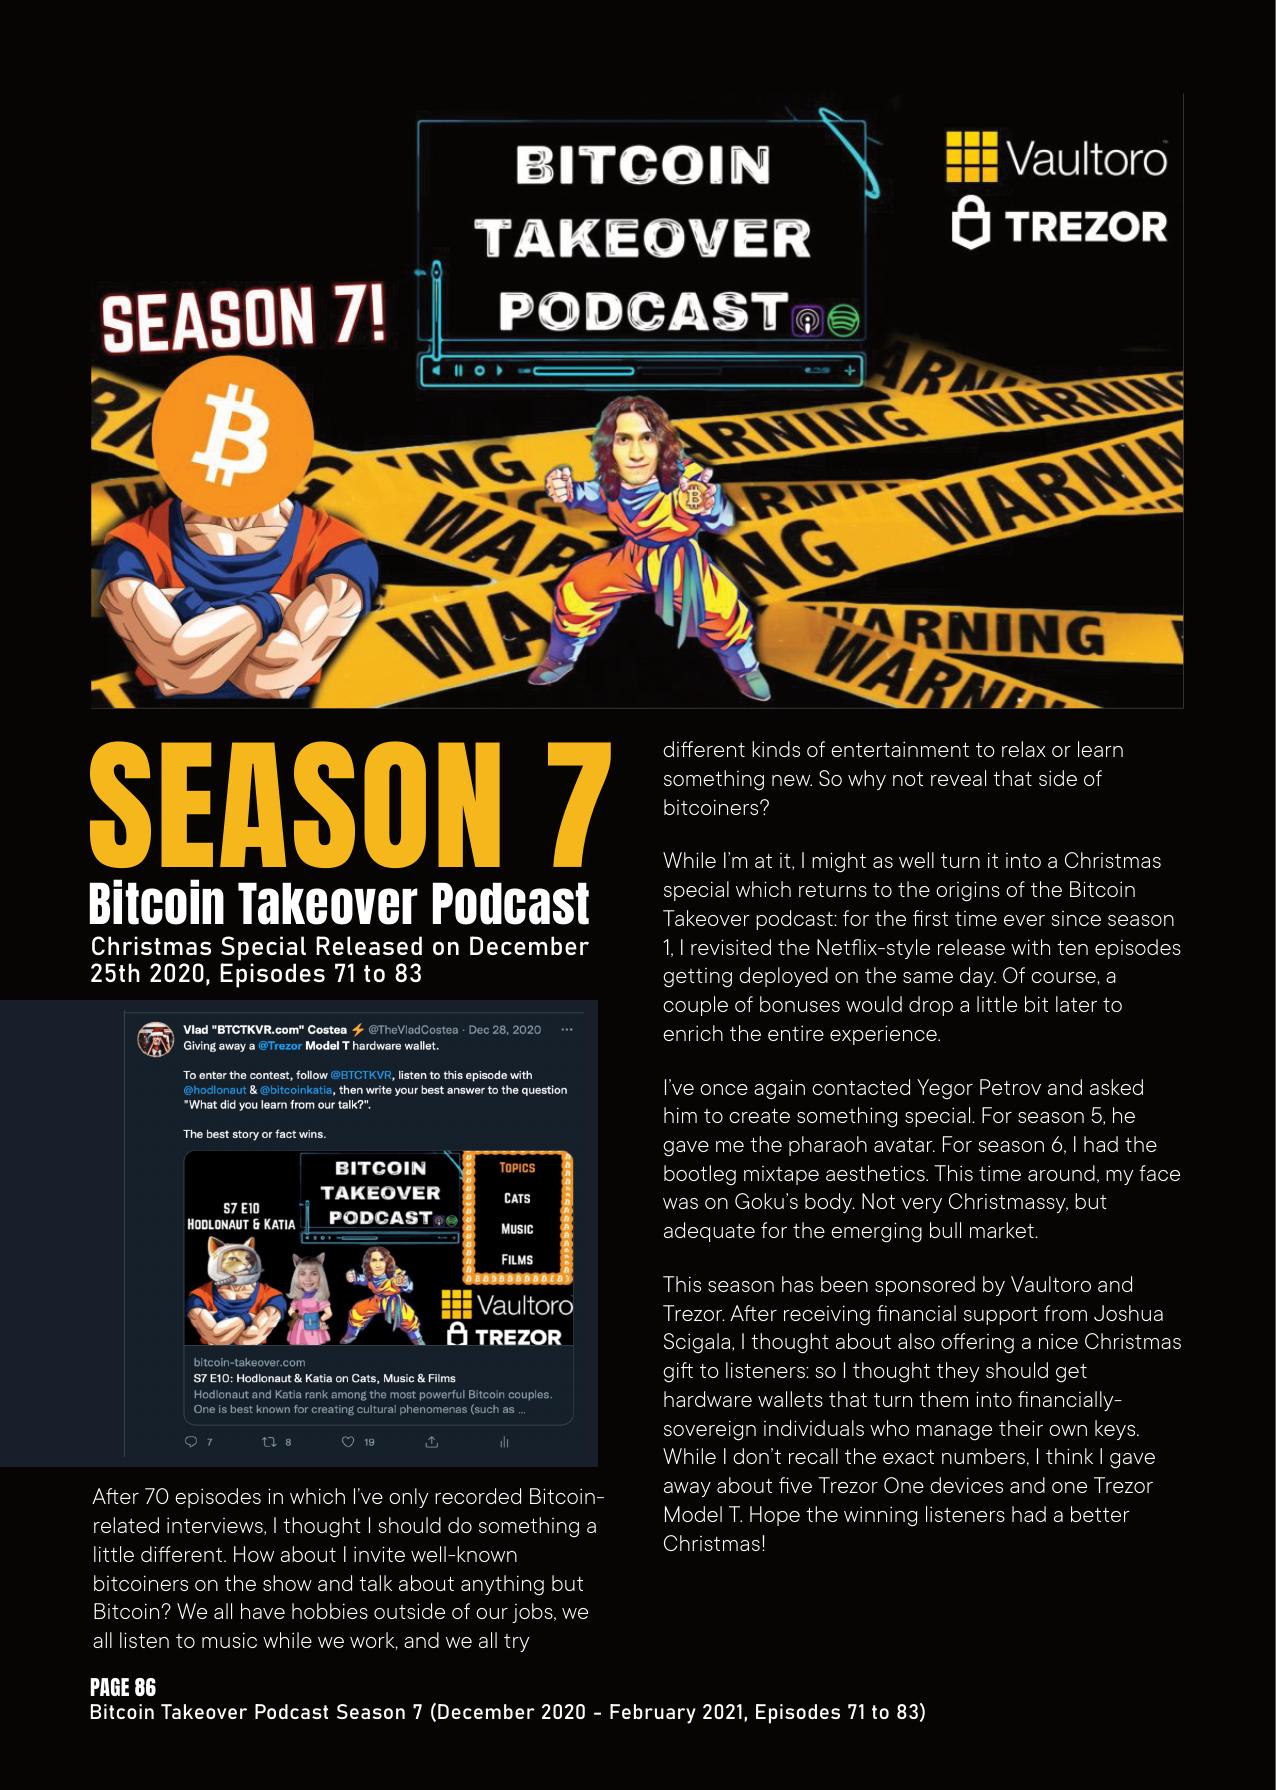 BITCOIN
TAKEOVER
PODCAST
Vaultoro™
TREZOR
SEASON 7!
WARNING
WARNING
WARNING
WARNING
WARNING
SEASON 7
Bitcoin Takeover Podcast
Christmas Special Released on December
25th 2020, Episodes 71 to 83
Vlad "BTCTKVR.com" Costea ⚡ @TheVladCostea · Dec 28, 2020 ···
Giving away a @Trezor Model T hardware wallet.
To enter the contest, follow @BTCTKVR, listen to this episode with
@hodlonaut & @bitcoinkatia, then write your best answer to the question
"What did you learn from our talk?".
The best story or fact wins.
BITCOIN
TAKEOVER
PODCAST
S7 E10
HODLONAUT & KATIA
TOPICS
CATS
MUSIC
FILMS
Vaultoro
TREZOR
bitcoin-takeover.com
S7 E10: Hodlonaut & Katia on Cats, Music & Films
Hodlonaut and Katia rank among the most powerful Bitcoin couples.
One is best known for creating cultural phenomenas (such as ...
7 8 19
After 70 episodes in which I've only recorded Bitcoin-
related interviews, I thought I should do something a
little different. How about I invite well-known
bitcoiners on the show and talk about anything but
Bitcoin? We all have hobbies outside of our jobs, we
all listen to music while we work, and we all try
different kinds of entertainment to relax or learn
something new. So why not reveal that side of
bitcoiners?
While I'm at it, I might as well turn it into a Christmas
special which returns to the origins of the Bitcoin
Takeover podcast: for the first time ever since season
1, I revisited the Netflix-style release with ten episodes
getting deployed on the same day. Of course, a
couple of bonuses would drop a little bit later to
enrich the entire experience.
I've once again contacted Yegor Petrov and asked
him to create something special. For season 5, he
gave me the pharaoh avatar. For season 6, I had the
bootleg mixtape aesthetics. This time around, my face
was on Goku's body. Not very Christmassy, but
adequate for the emerging bull market.
This season has been sponsored by Vaultoro and
Trezor. After receiving financial support from Joshua
Scigala, I thought about also offering a nice Christmas
gift to listeners: so I thought they should get
hardware wallets that turn them into financially-
sovereign individuals who manage their own keys.
While I don't recall the exact numbers, I think I gave
away about five Trezor One devices and one Trezor
Model T. Hope the winning listeners had a better
Christmas!
PAGE 86
Bitcoin Takeover Podcast Season 7 (December 2020 - February 2021, Episodes 71 to 83)